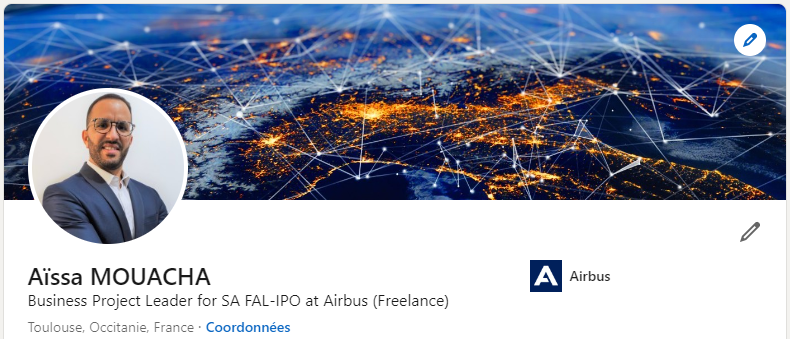 Aïssa MOUACHA
Airbus
Business Project Leader for SA FAL-IPO at Airbus (Freelance)
Toulouse, Occitanie, France · Coordonnées